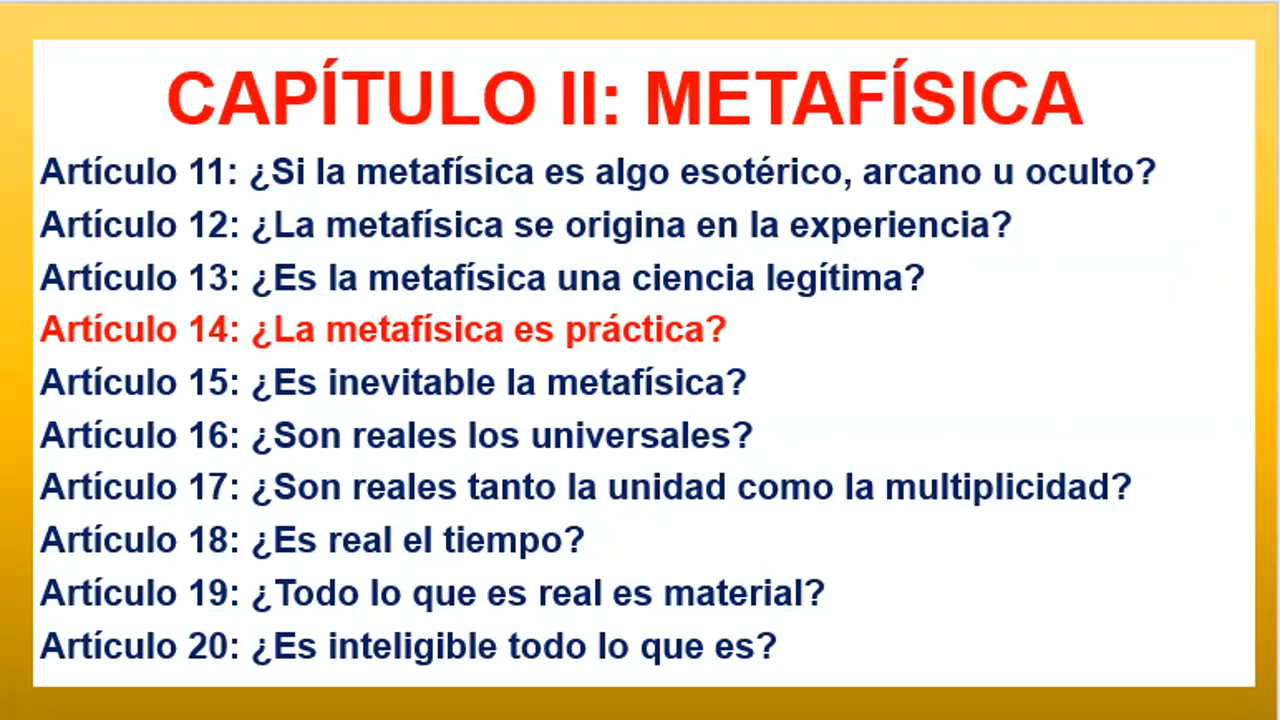 CAPÍTULO II: METAFÍSICA
Artículo 11: ¿Si la metafísica es algo esotérico, arcano u oculto?
Artículo 12: ¿La metafísica se origina en la experiencia?
Artículo 13: ¿Es la metafísica una ciencia legítima?
Artículo 14: ¿La metafísica es práctica?
Artículo 15: ¿Es inevitable la metafísica?
Artículo 16: ¿Son reales los universales?
Artículo 17: ¿Son reales tanto la unidad como la multiplicidad?
Artículo 18: ¿Es real el tiempo?
Artículo 19: ¿Todo lo que es real es material?
Artículo 20: ¿Es inteligible todo lo que es?